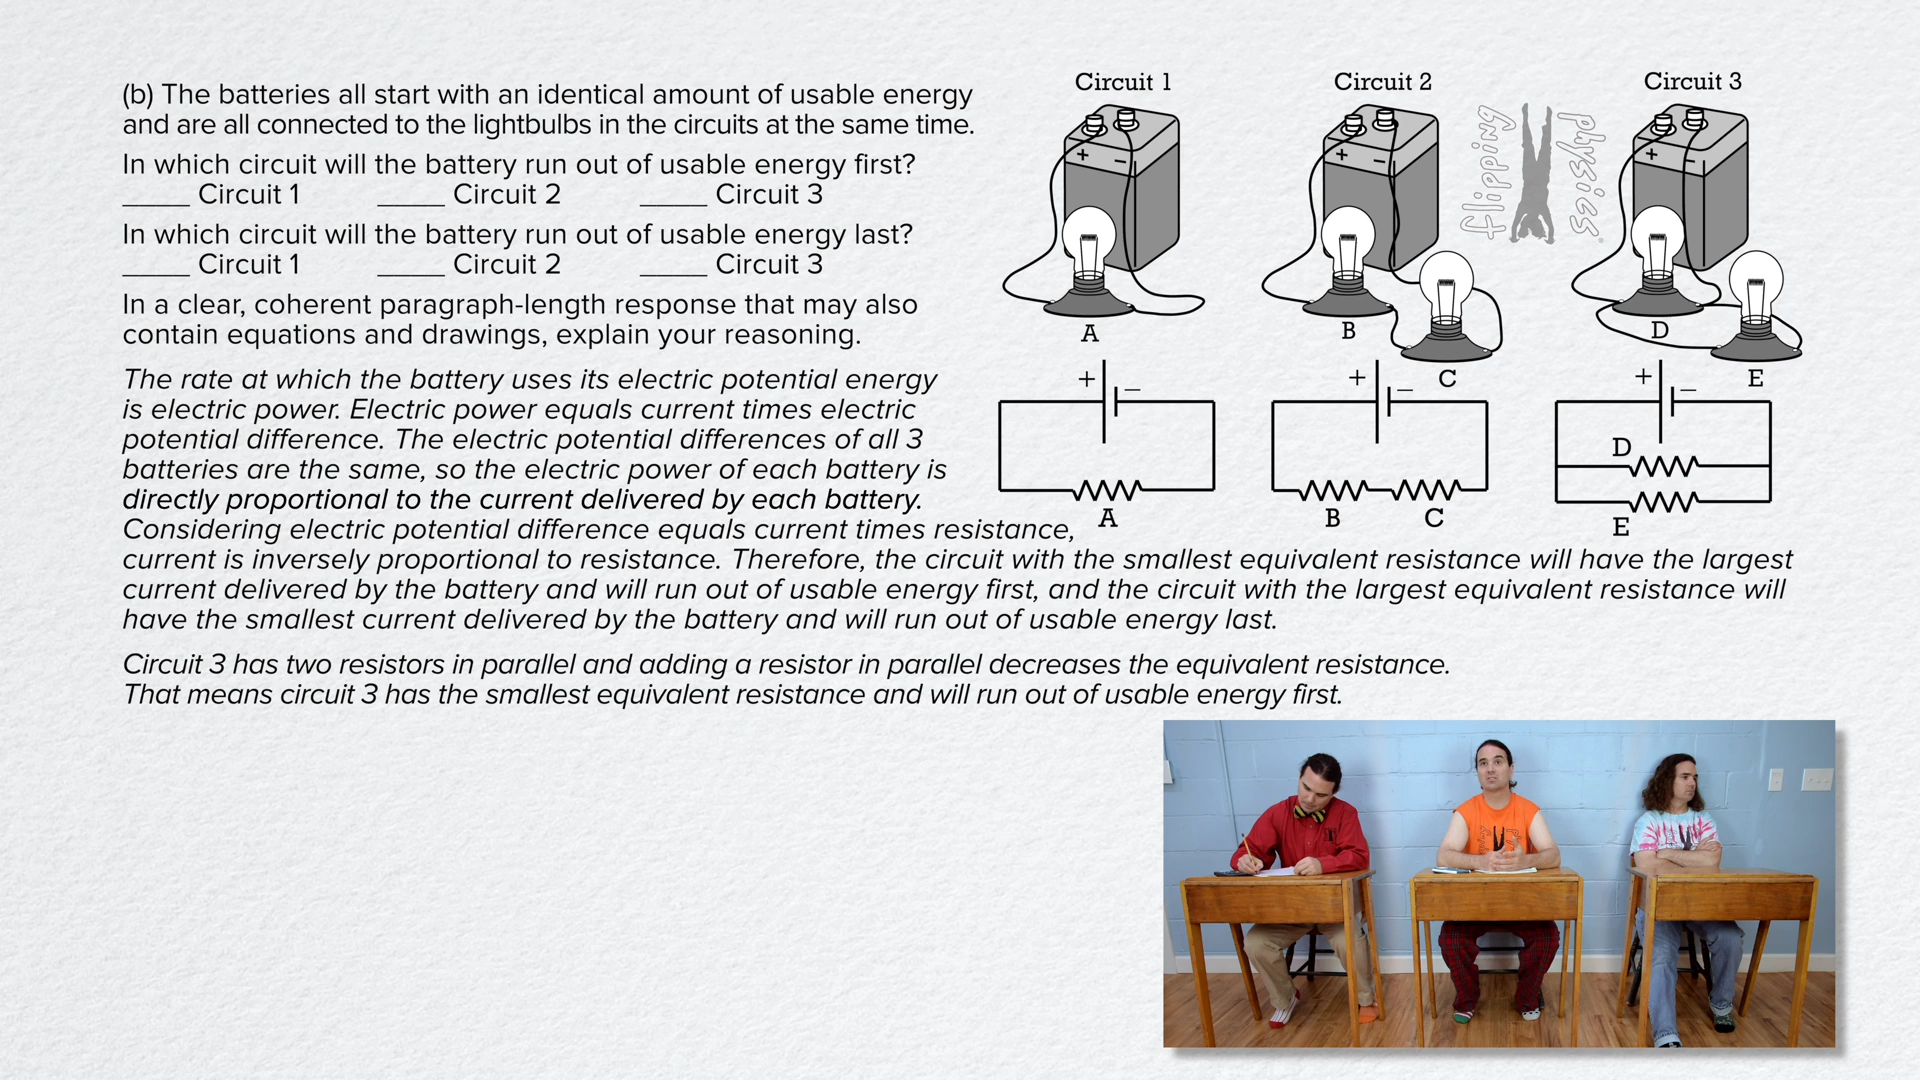 (b) The batteries all start with an identical amount of usable energy
and are all connected to the lightbulbs in the circuits at the same time.
In which circuit will the battery run out of usable energy first?
_____ Circuit 1 _____ Circuit 2 _____ Circuit 3
In which circuit will the battery run out of usable energy last?
_____ Circuit 1 _____ Circuit 2 _____ Circuit 3
In a clear, coherent paragraph-length response that may also
contain equations and drawings, explain your reasoning.
The rate at which the battery uses its electric potential energy
is electric power. Electric power equals current times electric
potential difference. The electric potential differences of all 3
batteries are the same, so the electric power of each battery is
directly proportional to the current delivered by each battery.
Considering electric potential difference equals current times resistance,
current is inversely proportional to resistance. Therefore, the circuit with the smallest equivalent resistance will have the largest
current delivered by the battery and will run out of usable energy first, and the circuit with the largest equivalent resistance will
have the smallest current delivered by the battery and will run out of usable energy last.
Circuit 3 has two resistors in parallel and adding a resistor in parallel decreases the equivalent resistance.
That means circuit 3 has the smallest equivalent resistance and will run out of usable energy first.
Circuit 1
+ −
A
+ −
A
Circuit 2
+ −
B
C
+ −
B C
flipping
physics
Circuit 3
+ −
D
E
+ −
D
E